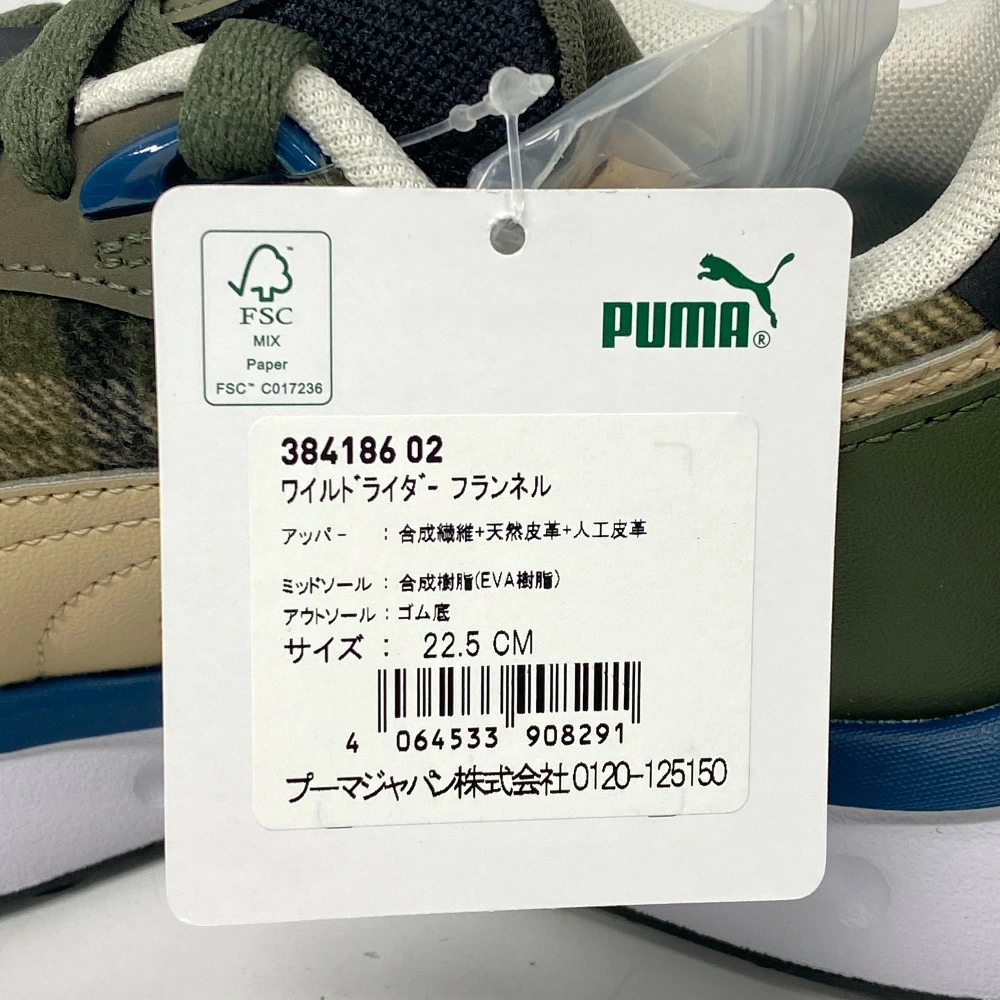 FSC
MIX
Paper
FSC™ C017236
PUMA®
384186 02
ワイルドライダー フランネル
アッパー : 合成繊維+天然皮革+人工皮革
ミッドソール : 合成樹脂(EVA樹脂)
アウトソール : ゴム底
サイズ : 22.5 CM
4 064533 908291
プーマジャパン株式会社 0120-125150